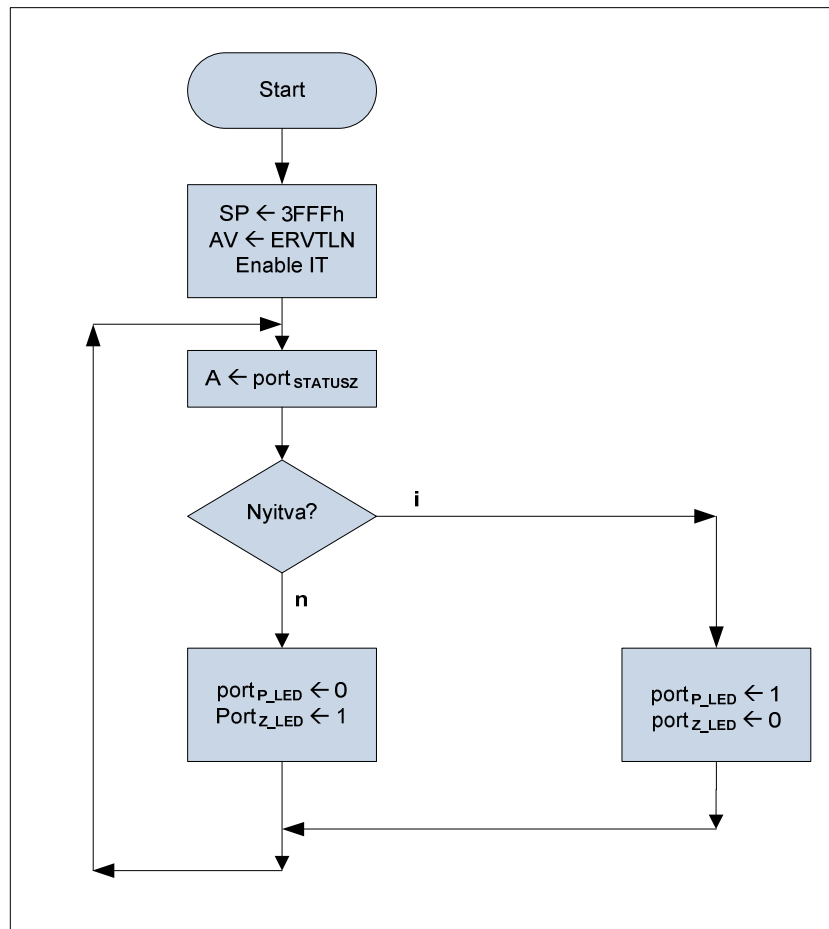 Start
SP ← 3FFFh
AV ← ERVTLN
Enable IT
A ← port STATUSZ
Nyitva?
i
n
port P_LED ← 0
Port Z_LED ← 1
port P_LED ← 1
port Z_LED ← 0